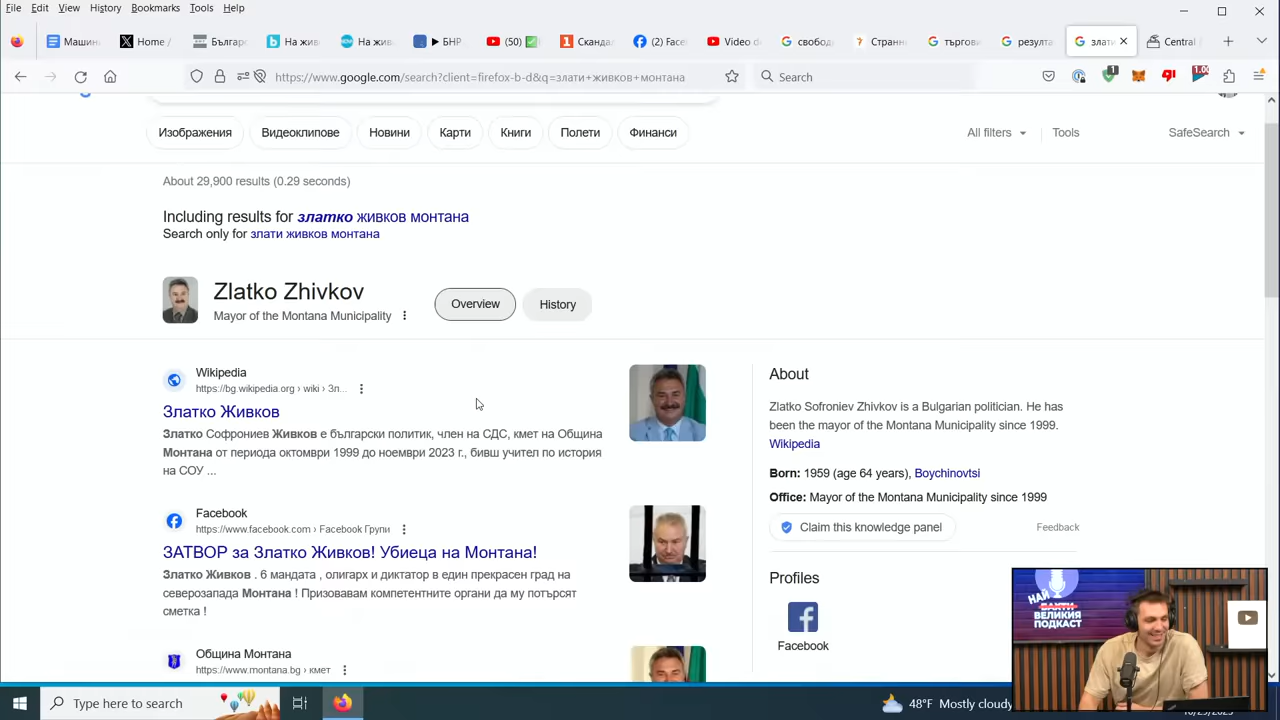 File Edit View History Bookmarks Tools Help
Машин
Home /
Българс
На жив
На жив
БНР
(50)
Скандал
(2) Face
Video d
свобод
Странн
търгови
резулта
злати
Central
https://www.google.com/search?client=firefox-b-d&q=злати+живков+монтана
Search
1
1.00
Изображения Видеоклипове Новини Карти Книги Полети Финанси
All filters Tools SafeSearch
About 29,900 results (0.29 seconds)
Including results for златко живков монтана
Search only for злати живков монтана
Zlatko Zhivkov
Mayor of the Montana Municipality
Overview History
Wikipedia
https://bg.wikipedia.org › wiki › Зл...
Златко Живков
Златко Софрониев Живков е български политик, член на СДС, кмет на Община
Монтана от периода октомври 1999 до ноември 2023 г., бивш учител по история
на СОУ ...
Facebook
https://www.facebook.com › Facebook Групи
ЗАТВОР за Златко Живков! Убиеца на Монтана!
Златко Живков . 6 мандата , олигарх и диктатор в един прекрасен град на
северозапада Монтана ! Призовавам компетентните органи да му потърсят
сметка !
Община Монтана
https://www.montana.bg › кмет
About
Zlatko Sofroniev Zhivkov is a Bulgarian politician. He has
been the mayor of the Montana Municipality since 1999.
Wikipedia
Born: 1959 (age 64 years), Boychinovtsi
Office: Mayor of the Montana Municipality since 1999
Claim this knowledge panel
Feedback
Profiles
Facebook
НАЙ
ВЕЛИКИЯ
ПОДКАСТ
Type here to search
48°F Mostly cloudy